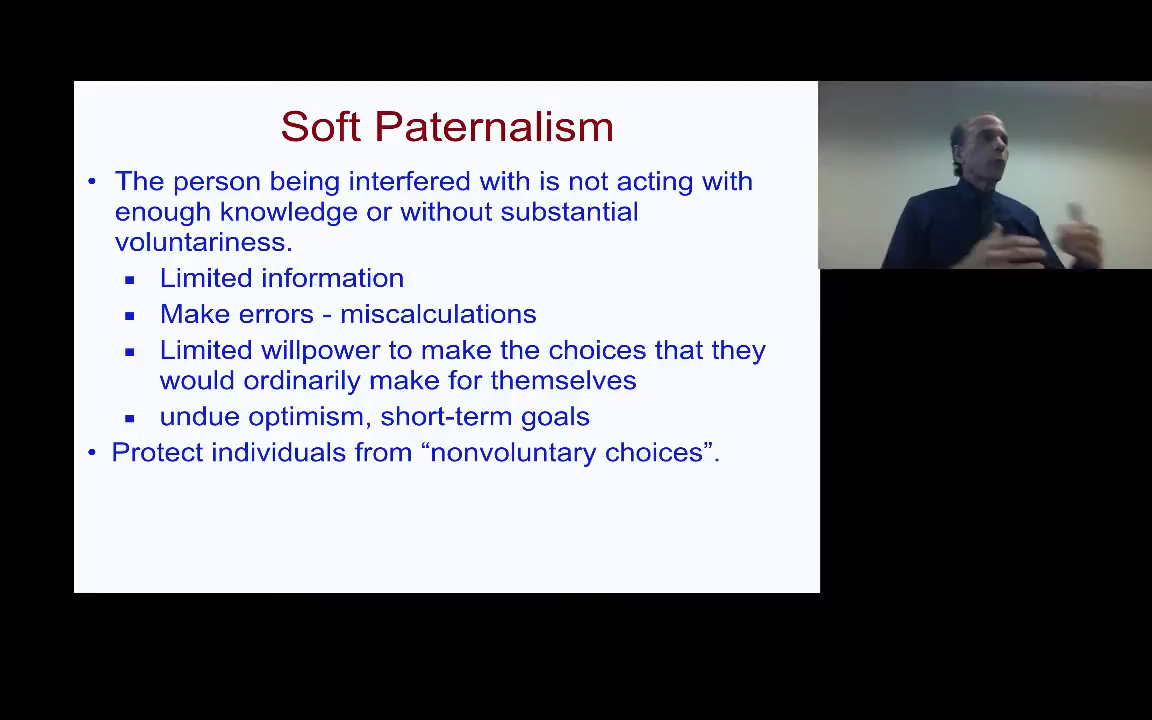 Soft Paternalism
• The person being interfered with is not acting with
enough knowledge or without substantial
voluntariness.
▪ Limited information
▪ Make errors - miscalculations
▪ Limited willpower to make the choices that they
would ordinarily make for themselves
▪ undue optimism, short-term goals
• Protect individuals from “nonvoluntary choices”.